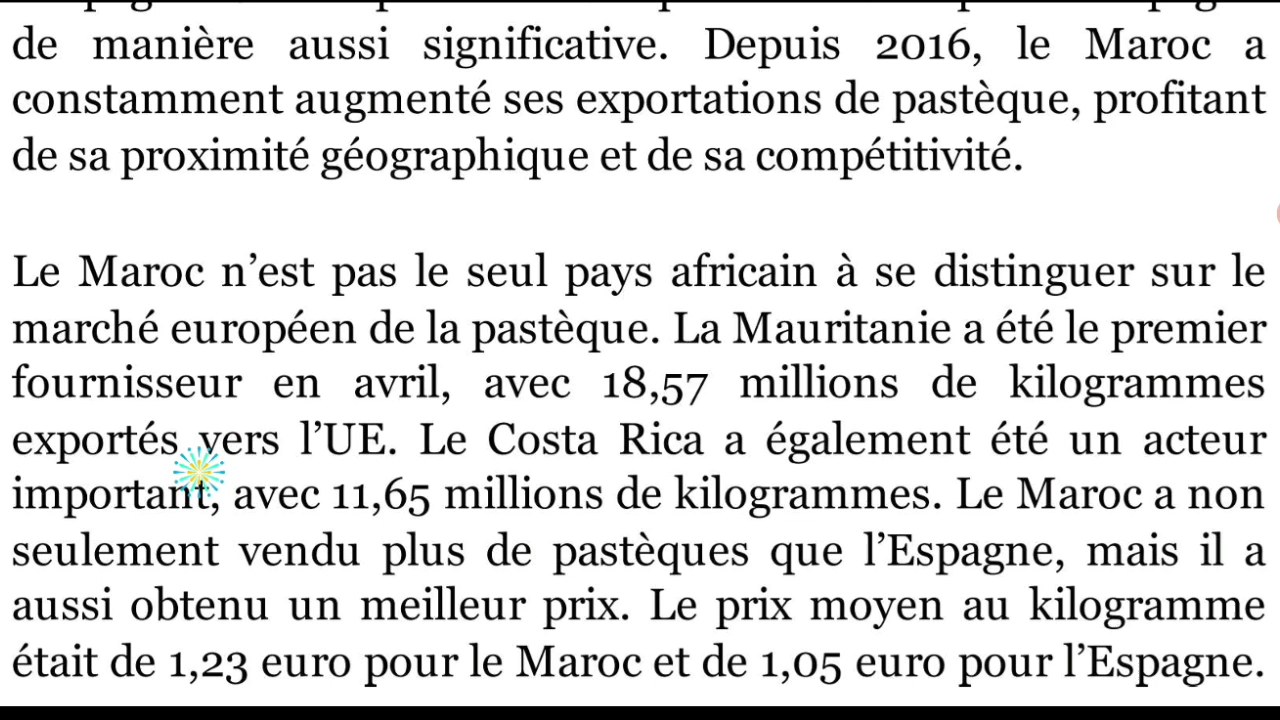 de manière aussi significative. Depuis 2016, le Maroc a
constamment augmenté ses exportations de pastèque, profitant
de sa proximité géographique et de sa compétitivité.
Le Maroc n’est pas le seul pays africain à se distinguer sur le
marché européen de la pastèque. La Mauritanie a été le premier
fournisseur en avril, avec 18,57 millions de kilogrammes
exportés vers l’UE. Le Costa Rica a également été un acteur
important, avec 11,65 millions de kilogrammes. Le Maroc a non
seulement vendu plus de pastèques que l’Espagne, mais il a
aussi obtenu un meilleur prix. Le prix moyen au kilogramme
était de 1,23 euro pour le Maroc et de 1,05 euro pour l’Espagne.